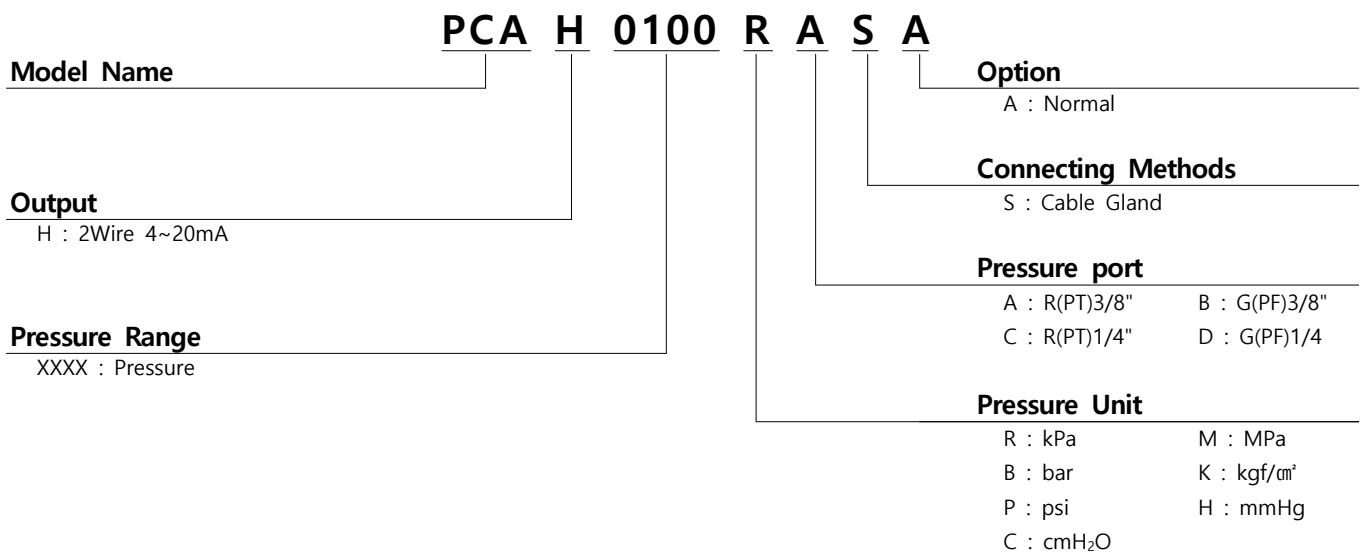 PCA H 0100 R A S A
Model Name
Output
H : 2Wire 4~20mA
Pressure Range
XXXX : Pressure
Option
A : Normal
Connecting Methods
S : Cable Gland
Pressure port
A : R(PT)3/8" B : G(PF)3/8"
C : R(PT)1/4" D : G(PF)1/4
Pressure Unit
R : kPa M : MPa
B : bar K : kgf/㎠
P : psi H : mmHg
C : cmH₂O